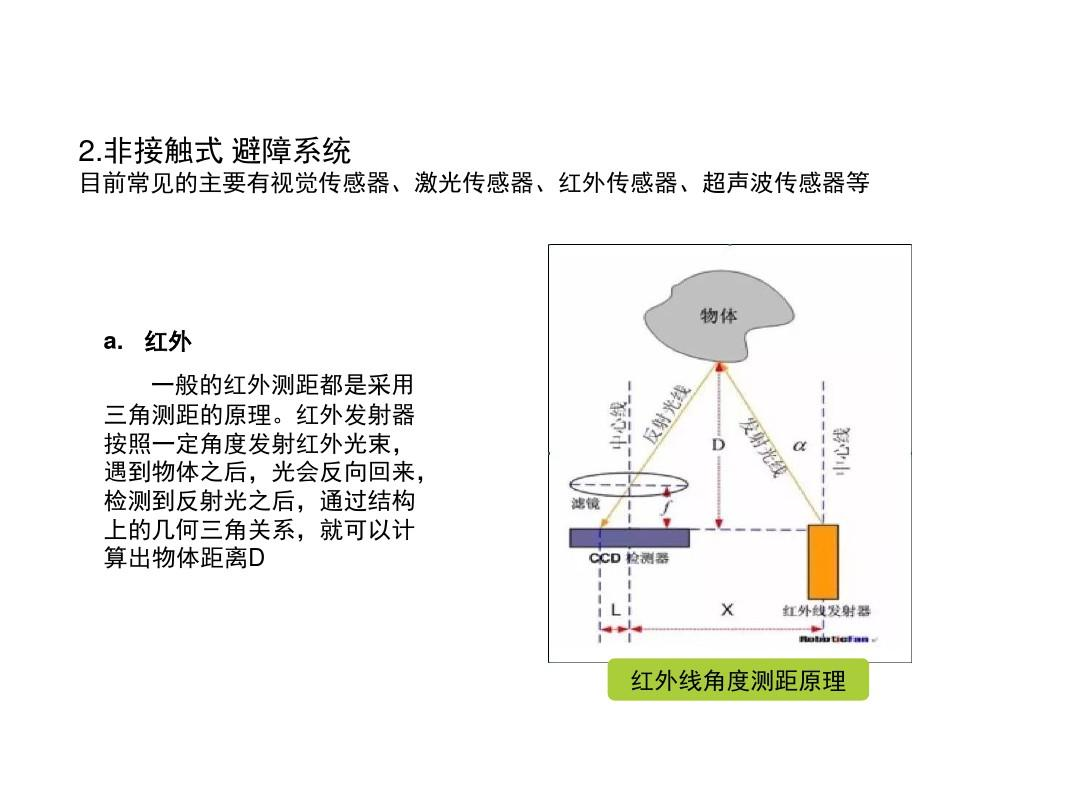 2.非接触式 避障系统
目前常见的主要有视觉传感器、激光传感器、红外传感器、超声波传感器等
a. 红外
一般的红外测距都是采用
三角测距的原理。红外发射器
按照一定角度发射红外光束，
遇到物体之后，光会反向回来，
检测到反射光之后，通过结构
上的几何三角关系，就可以计
算出物体距离D
物体
中心线
反射光线
D
发射光线
α
中心线
滤镜
f
CCD 检测器
L
X
红外线发射器
RoboticFan
红外线角度测距原理